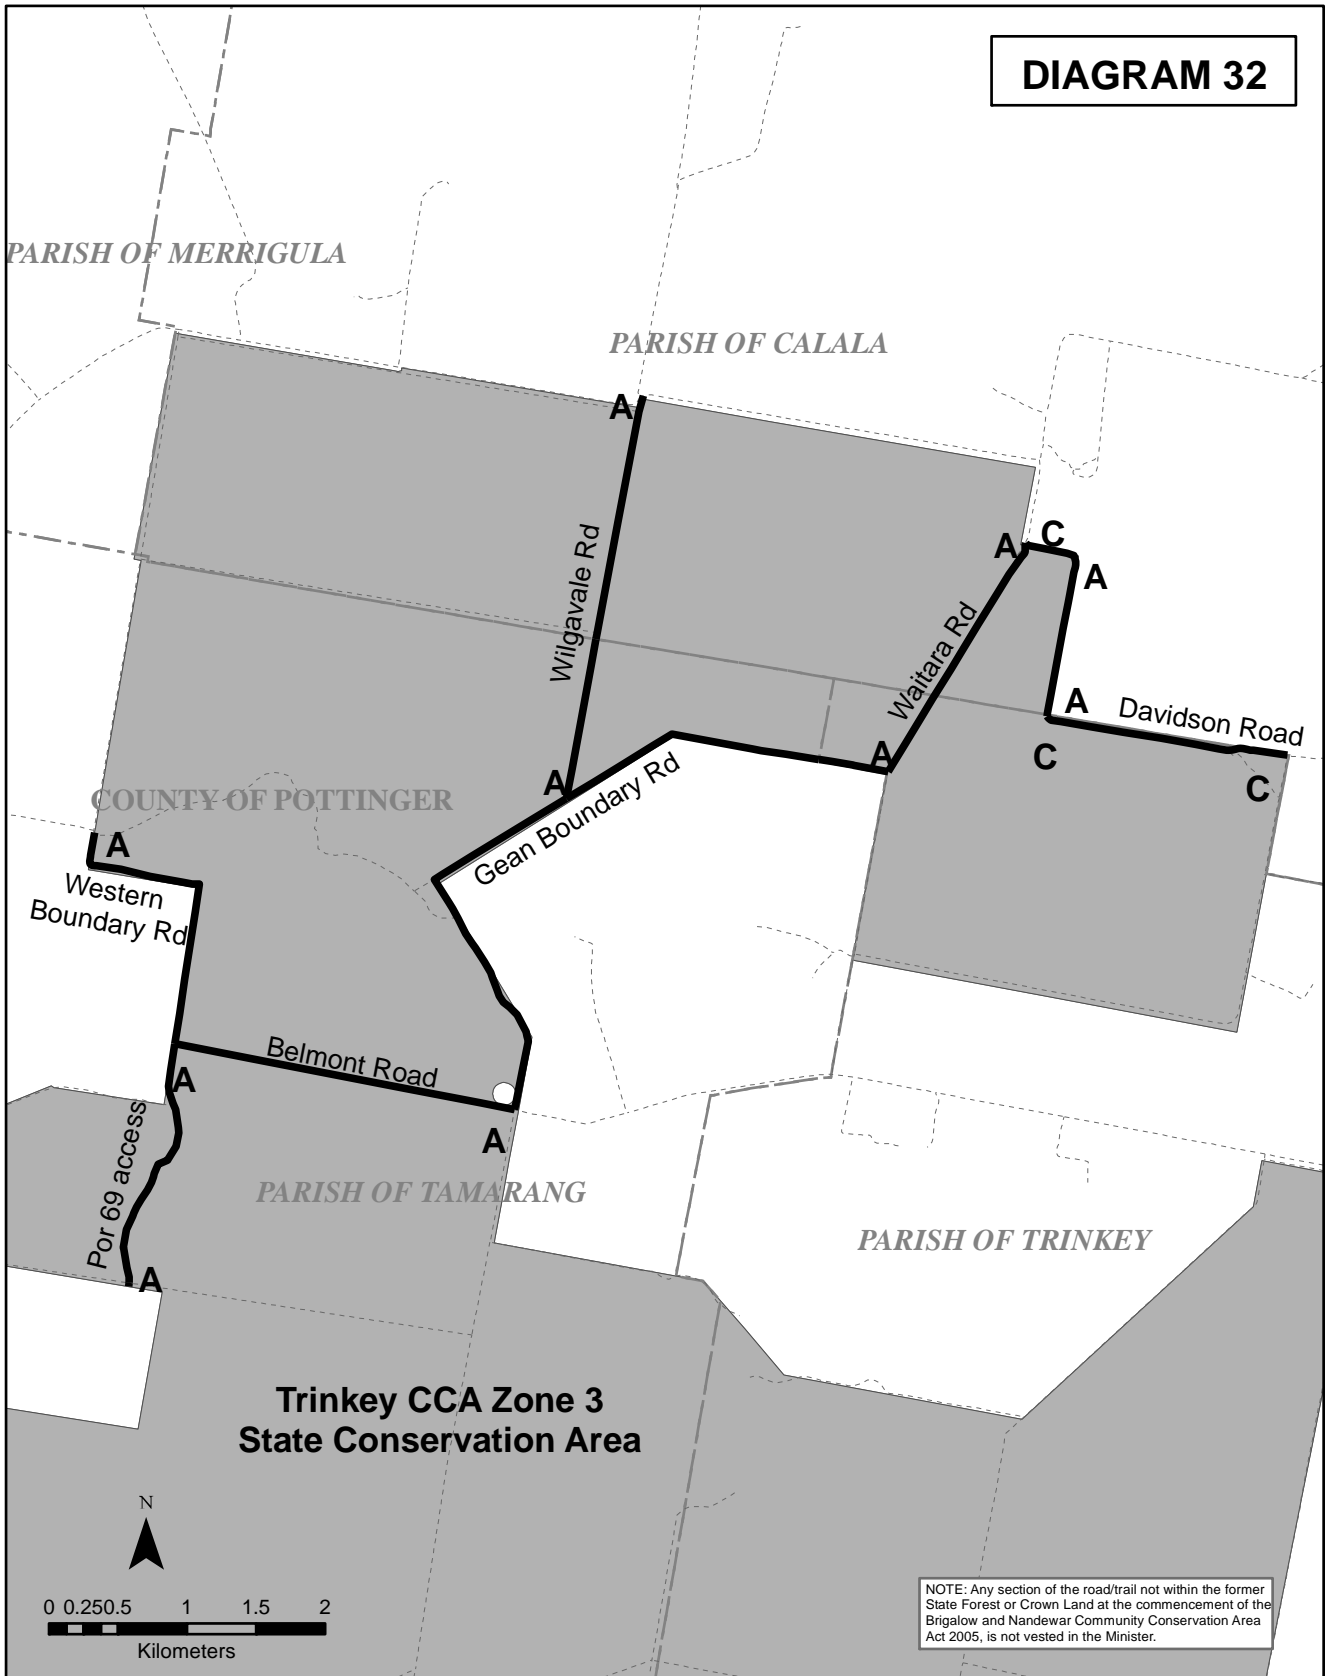 DIAGRAM 32
PARISH OF MERRIGULA
PARISH OF CALALA
A
Wilgavale Rd
A
C
A
Waitara Rd
A
Davidson Road
C
C
A
A
Gean Boundary Rd
COUNTY OF POTTINGER
A
Western
Boundary Rd
Belmont Road
A
A
Por 69 access
A
PARISH OF TAMARANG
PARISH OF TRINKEY
Trinkey CCA Zone 3
State Conservation Area
N
0 0.25 0.5 1 1.5 2
Kilometers
NOTE: Any section of the road/trail not within the former
State Forest or Crown Land at the commencement of the
Brigalow and Nandewar Community Conservation Area
Act 2005, is not vested in the Minister.